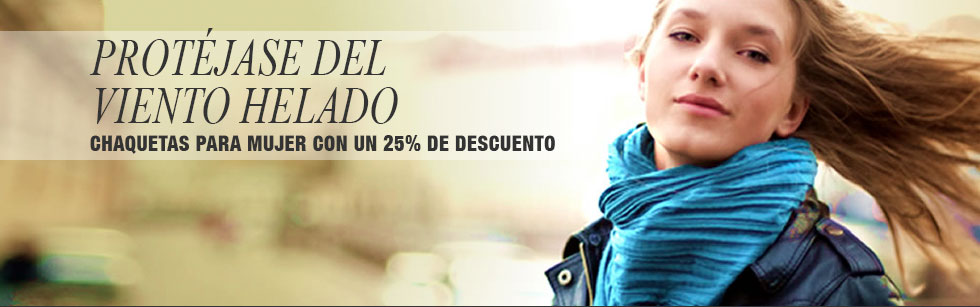 PROTÉJASE DEL
VIENTO HELADO
CHAQUETAS PARA MUJER CON UN 25% DE DESCUENTO